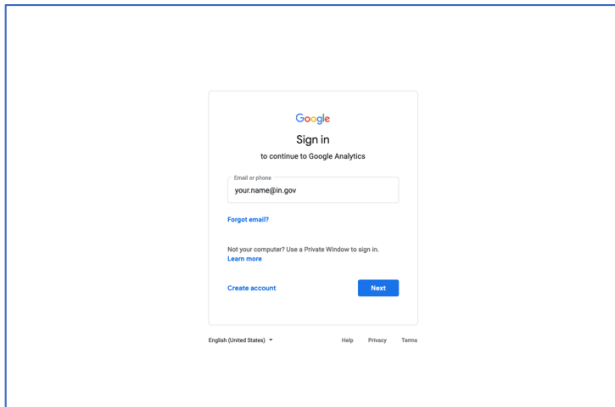 Google
Sign in
to continue to Google Analytics
Email or phone
your.name@in.gov
Forgot email?
Not your computer? Use a Private Window to sign in.
Learn more
Create account
Next
English (United States)
Help Privacy Terms